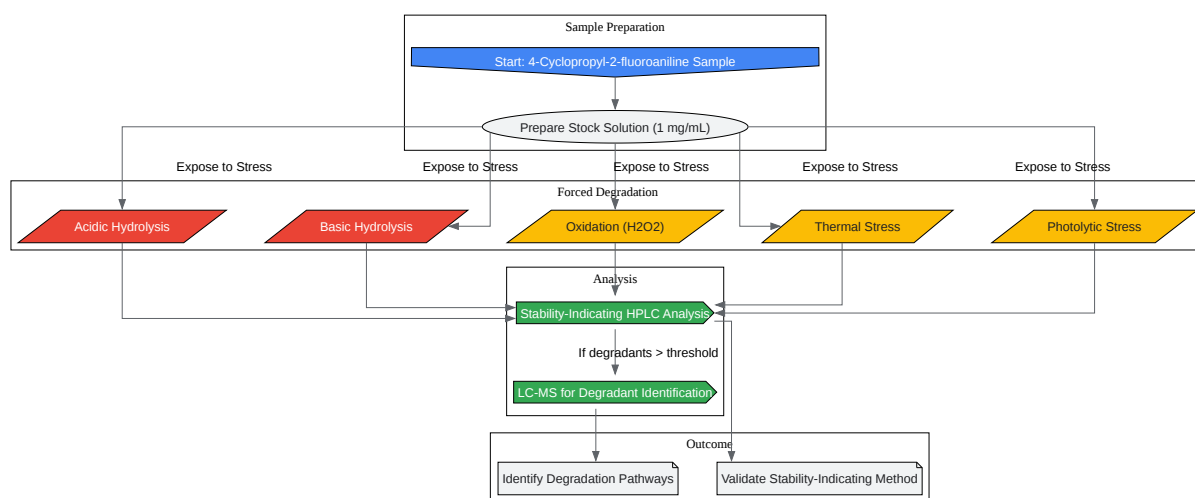 Sample Preparation
Start: 4-Cyclopropyl-2-fluoroaniline Sample
Prepare Stock Solution (1 mg/mL)
Expose to Stress
Expose to Stress
Expose to Stress
Expose to Stress
Expose to Stress
Forced Degradation
Acidic Hydrolysis
Basic Hydrolysis
Oxidation (H2O2)
Thermal Stress
Photolytic Stress
Analysis
Stability-Indicating HPLC Analysis
If degradants > threshold
LC-MS for Degradant Identification
Outcome
Identify Degradation Pathways
Validate Stability-Indicating Method